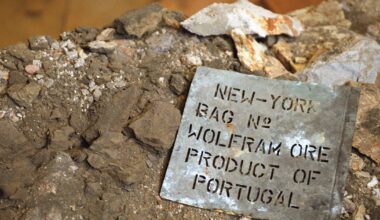 NEW-YORK
BAG Nº
WOLFRAM ORE
PRODUCT OF
PORTUGAL